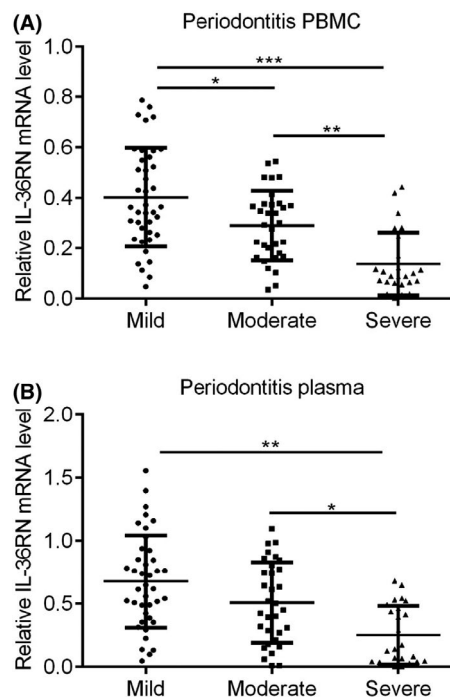 (A) Periodontitis PBMC
Relative IL-36RN mRNA level
1.0
0.8
0.6
0.4
0.2
0.0
***
*
**
Mild Moderate Severe
(B) Periodontitis plasma
Relative IL-36RN mRNA level
2.0
1.5
1.0
0.5
0.0
**
*
Mild Moderate Severe